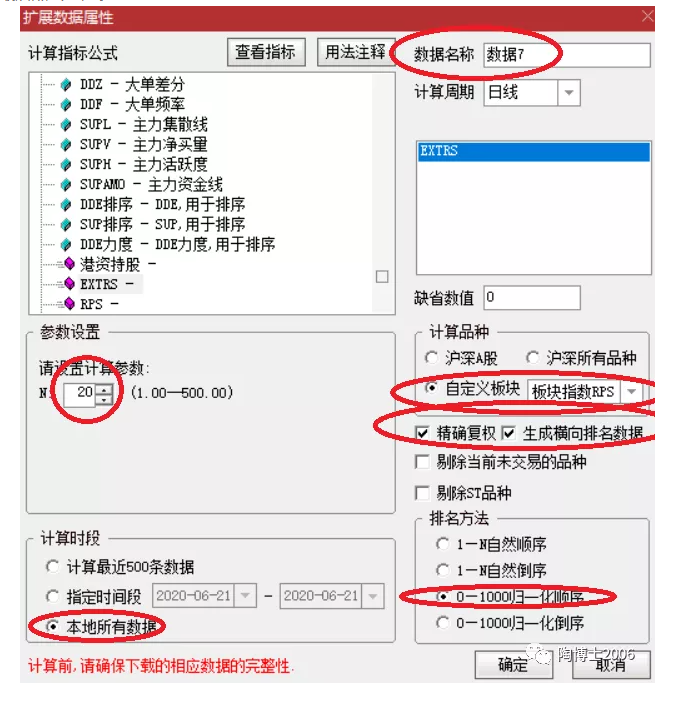 扩展数据属性
计算指标公式 查看指标 用法注释 数据名称 数据7
计算周期 日线
DDZ - 大单差分
DDF - 大单频率
SUPL - 主力集散线
SUPV - 主力净买量
SUPH - 主力活跃度
SUPAMO - 主力资金线
DDE排序 - DDE,用于排序
SUP排序 - SUP,用于排序
DDE力度 - DDE力度,用于排序
港资持股 -
EXTRS -
RPS -
EXTRS
缺省数值 0
参数设置
请设置计算参数:
N: 20 (1.00—500.00)
计算品种
沪深A股 沪深所有品种
自定义板块 板块指数RPS
精确复权 生成横向排名数据
剔除当前未交易的品种
剔除ST品种
计算时段
计算最近500条数据
指定时间段 2020-06-21 - 2020-06-21
本地所有数据
排名方法
1—N自然顺序
1—N自然倒序
0—1000归一化顺序
0—1000归一化倒序
计算前,请确保下载的相应数据的完整性.
确定 取消
陶博士2006